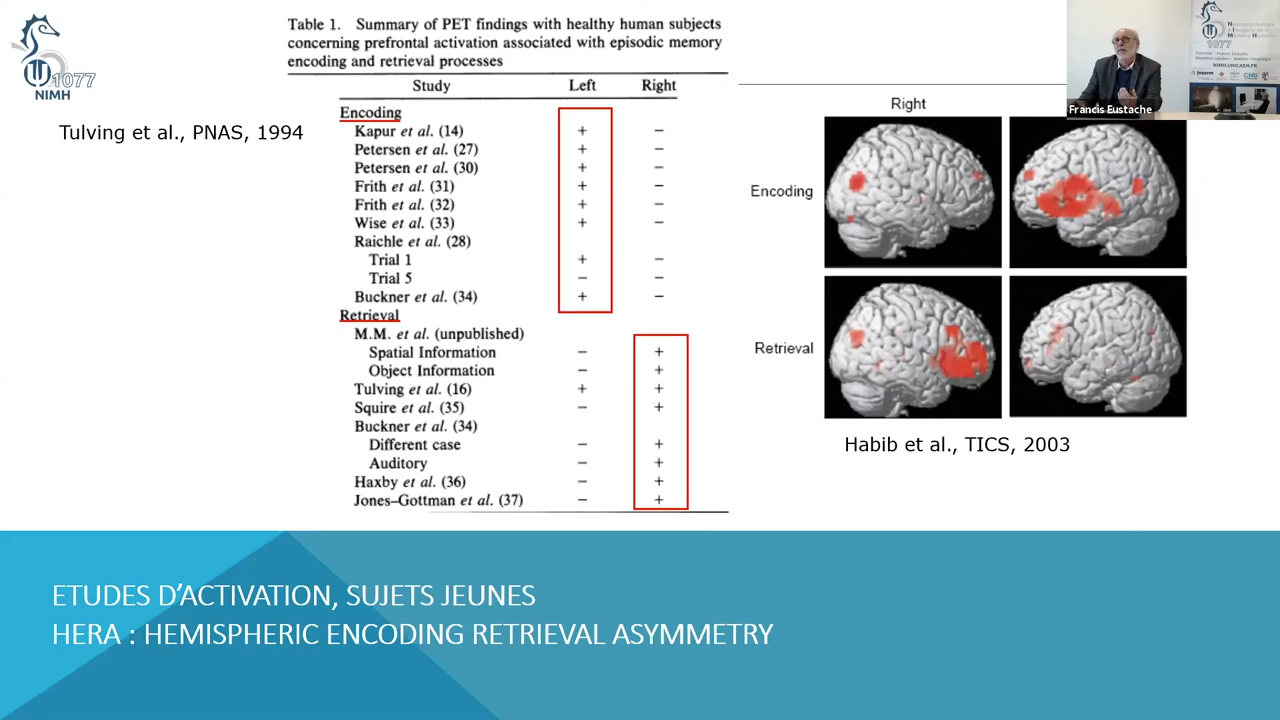 1077
NIMH
Tulving et al., PNAS, 1994
Table 1. Summary of PET findings with healthy human subjects
concerning prefrontal activation associated with episodic memory
encoding and retrieval processes
Study Left Right
Encoding
Kapur et al. (14) + −
Petersen et al. (27) + −
Petersen et al. (30) + −
Frith et al. (31) + −
Frith et al. (32) + −
Wise et al. (33) + −
Raichle et al. (28)
Trial 1 + −
Trial 5 − −
Buckner et al. (34) + −
Retrieval
M.M. et al. (unpublished)
Spatial Information − +
Object Information − +
Tulving et al. (16) + +
Squire et al. (35) − +
Buckner et al. (34)
Different case − +
Auditory − +
Haxby et al. (36) − +
Jones–Gottman et al. (37) − +
Right
Encoding
Retrieval
Habib et al., TICS, 2003
Francis Eustache
1077
NIMH.UNICAEN.FR
ETUDES D’ACTIVATION, SUJETS JEUNES
HERA : HEMISPHERIC ENCODING RETRIEVAL ASYMMETRY